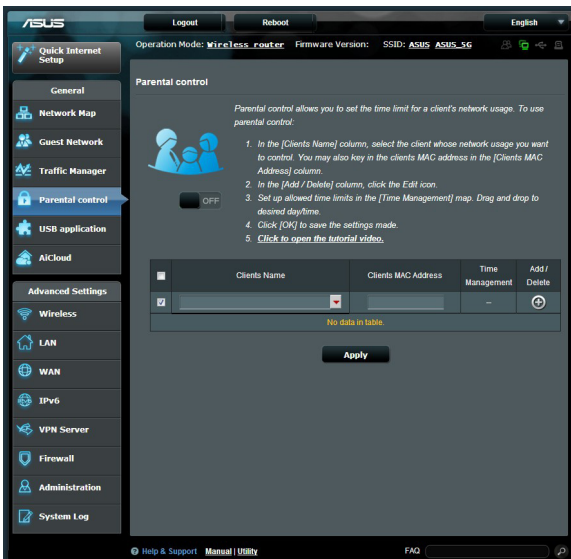 ASUS
Logout
Reboot
English
Quick Internet
Setup
Operation Mode: Wireless router Firmware Version: SSID: ASUS ASUS_5G
General
Network Map
Guest Network
Traffic Manager
Parental control
USB application
AiCloud
Advanced Settings
Wireless
LAN
WAN
IPv6
VPN Server
Firewall
Administration
System Log
Parental control
Parental control allows you to set the time limit for a client's network usage. To use
parental control:
1. In the [Clients Name] column, select the client whose network usage you want
to control. You may also key in the clients MAC address in the [Clients MAC
Address] column.
2. In the [Add / Delete] column, click the Edit icon.
3. Set up allowed time limits in the [Time Management] map. Drag and drop to
desired day/time.
4. Click [OK] to save the settings made.
5. Click to open the tutorial video.
OFF
Clients Name
Clients MAC Address
Time
Management
Add /
Delete
–
No data in table.
Apply
Help & Support Manual | Utility
FAQ